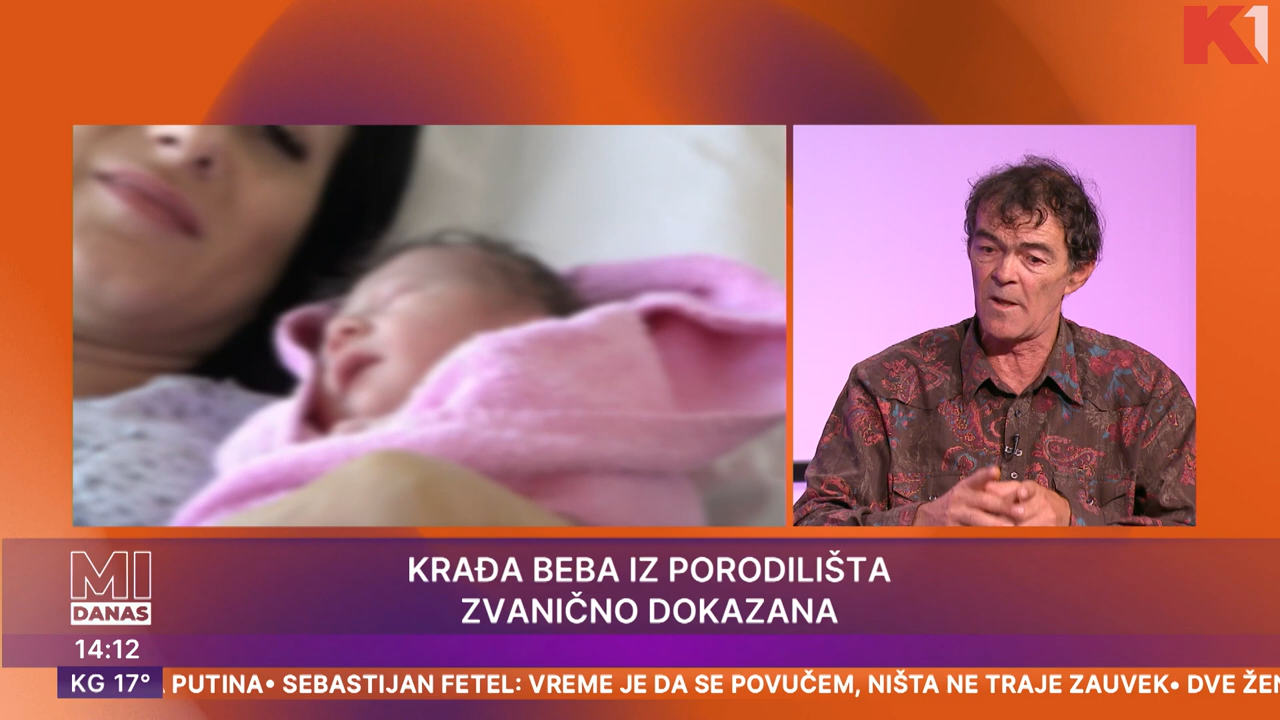 K1
KRAĐA BEBA IZ PORODILIŠTA
ZVANIČNO DOKAZANA
MI
DANAS
14:12
KG 17°
PUTINA• SEBASTIJAN FETEL: VREME JE DA SE POVUČEM, NIŠTA NE TRAJE ZAUVEK• DVE